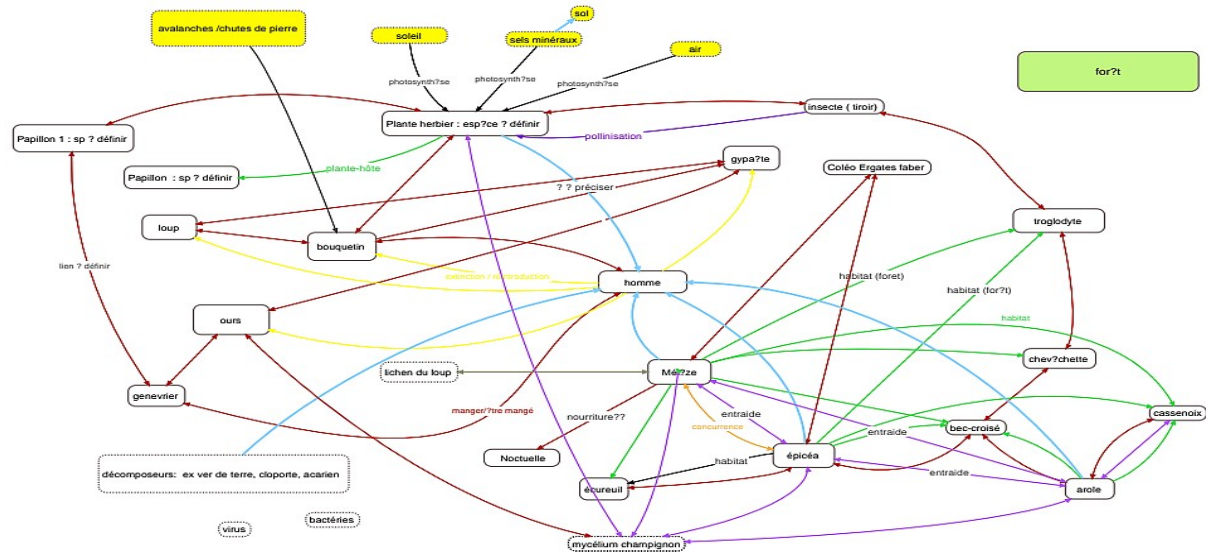 sol
avalanches /chutes de pierre
soleil
sels minéraux
air
for?t
photosynth?se
photosynth?se
photosynth?se
insecte ( tiroir)
Papillon 1 : sp ? définir
Plante herbier : esp?ce ? définir
pollinisation
plante-hôte
gypa?te
Coléo Ergates faber
Papillon : sp ? définir
? ? préciser
loup
bouquetin
troglodyte
lien ? définir
homme
habitat (foret)
habitat (for?t)
ours
habitat
chev?chette
lichen du loup
genevrier
manger/?tre mangé
nourriture??
entraide
concurrence
entraide
bec-croisé
cassenoix
Noctuelle
habitat
épicéa
entraide
décomposeurs: ex ver de terre, cloporte, acarien
écureuil
arole
virus
bactéries
mycélium champignon